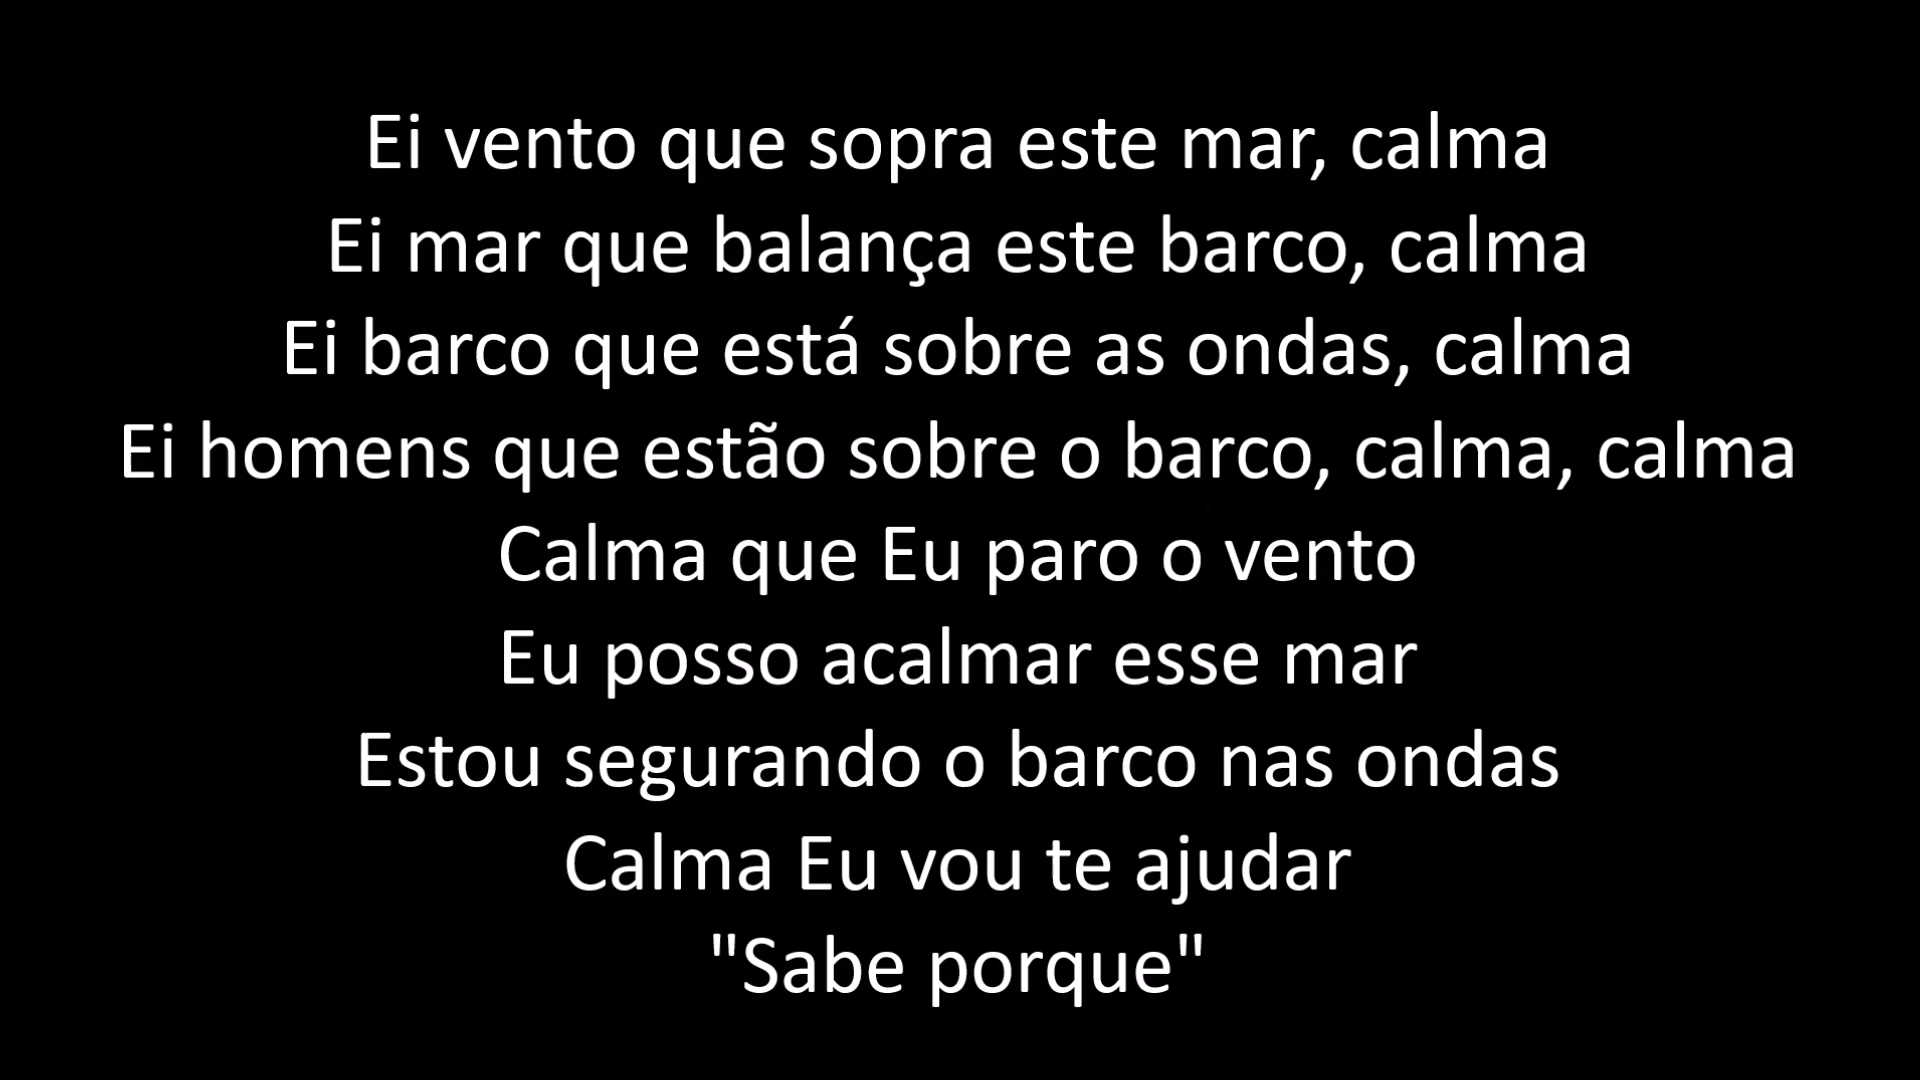 Ei vento que sopra este mar, calma
Ei mar que balança este barco, calma
Ei barco que está sobre as ondas, calma
Ei homens que estão sobre o barco, calma, calma
Calma que Eu paro o vento
Eu posso acalmar esse mar
Estou segurando o barco nas ondas
Calma Eu vou te ajudar
"Sabe porque"